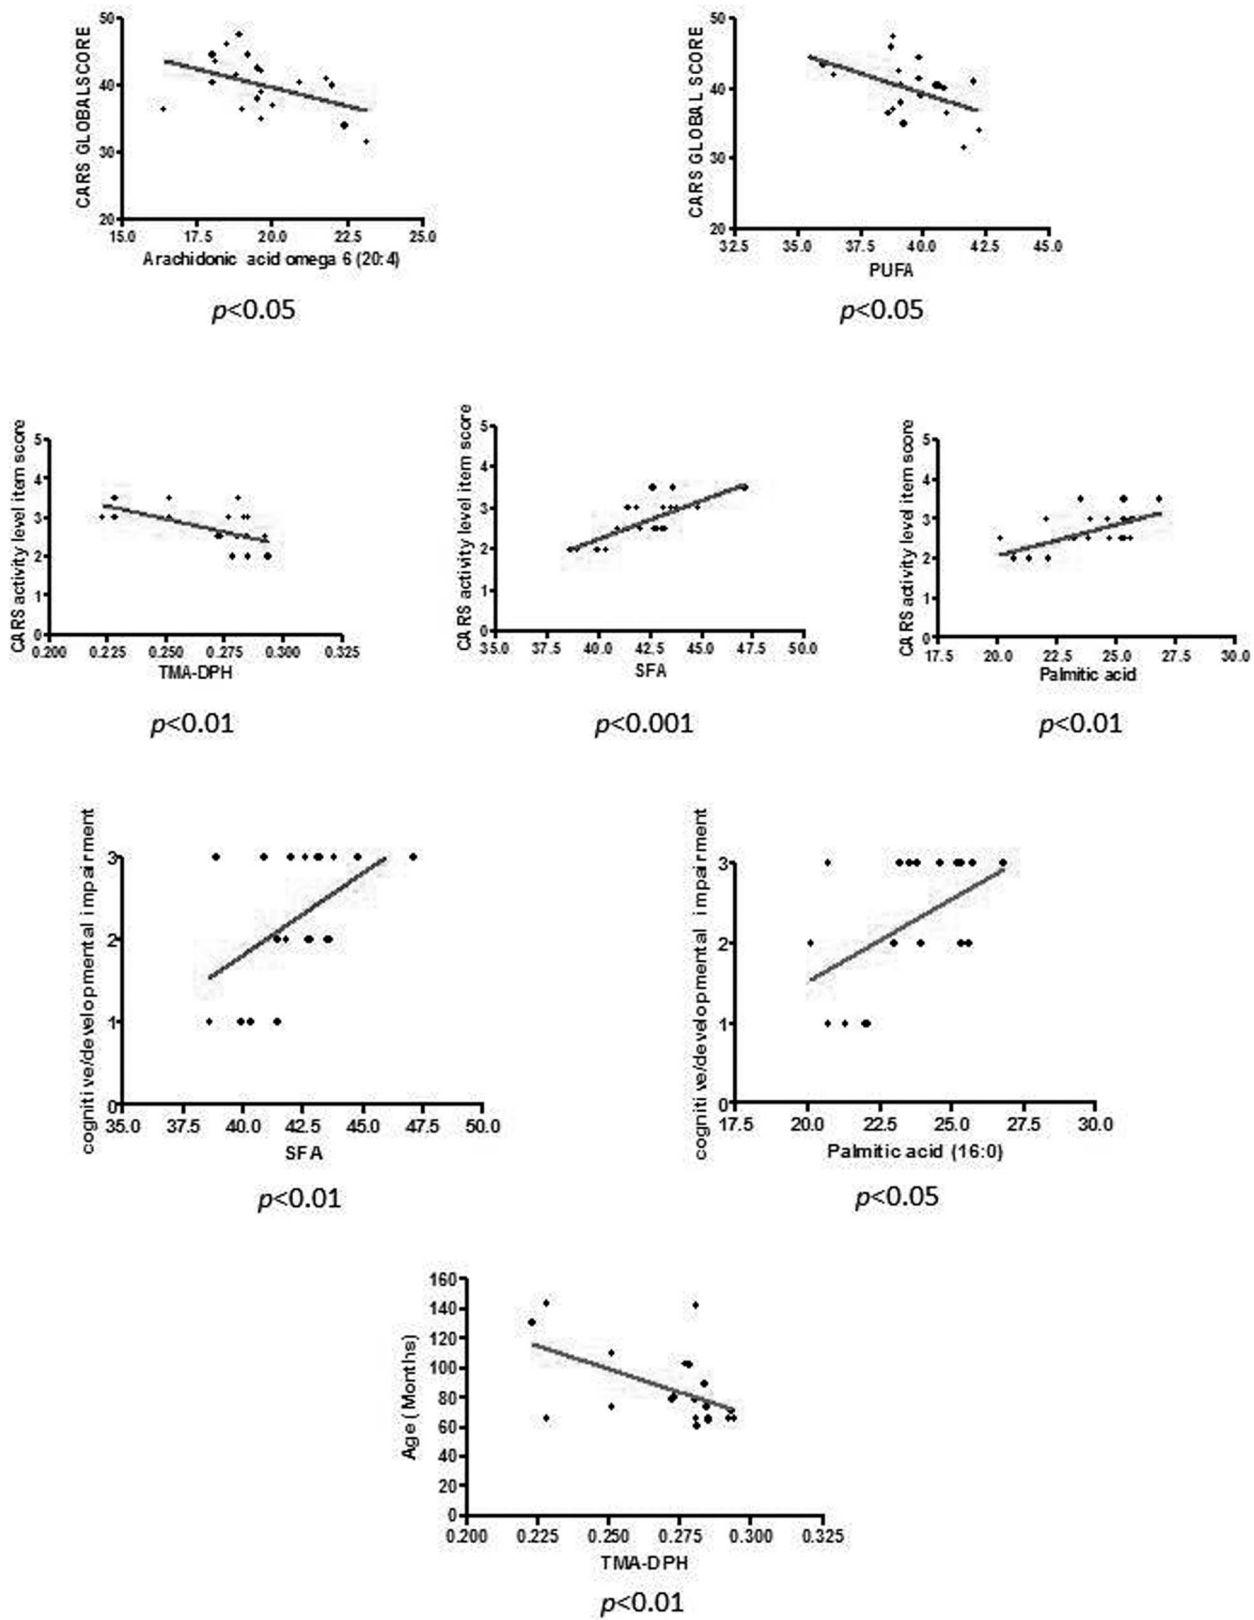 CARS GLOBALSCORE
50
40
30
20
15.0 17.5 20.0 22.5 25.0
Arachidonic acid omega 6 (20:4)
p<0.05
CARS GLOBAL SCORE
50
40
30
20
32.5 35.0 37.5 40.0 42.5 45.0
PUFA
p<0.05
CARS activity level item score
5
4
3
2
1
0
0.200 0.225 0.250 0.275 0.300 0.325
TMA-DPH
p<0.01
CARS activity level item score
5
4
3
2
1
0
35.0 37.5 40.0 42.5 45.0 47.5 50.0
SFA
p<0.001
CARS activity level item score
5
4
3
2
1
0
17.5 20.0 22.5 25.0 27.5 30.0
Palmitic acid
p<0.01
cognitive/developmental impairment
3
2
1
0
35.0 37.5 40.0 42.5 45.0 47.5 50.0
SFA
p<0.01
cognitive/developmental impairment
3
2
1
0
17.5 20.0 22.5 25.0 27.5 30.0
Palmitic acid (16:0)
p<0.05
Age (Months)
160
140
120
100
80
60
40
20
0
0.200 0.225 0.250 0.275 0.300 0.325
TMA-DPH
p<0.01